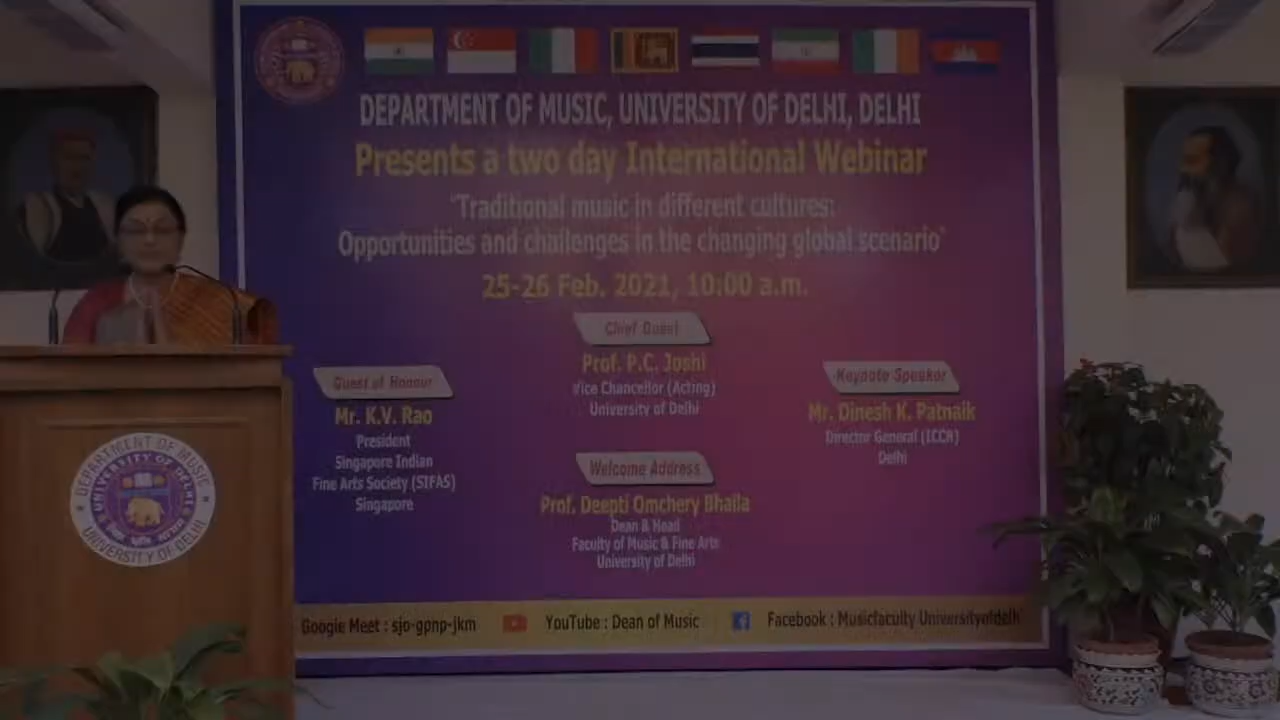 DEPARTMENT OF MUSIC, UNIVERSITY OF DELHI, DELHI
Presents a two day International Webinar
"Traditional music in different cultures:
Opportunities and challenges in the changing global scenario"
25-26 Feb. 2021, 10:00 a.m.
Chief Guest
Prof. P.C. Joshi
Vice Chancellor (Acting)
University of Delhi
Guest of Honour
Mr. K.V. Rao
President
Singapore Indian
Fine Arts Society (SIFAS)
Singapore
Keynote Speaker
Mr. Dinesh K. Patnaik
Director General (ICCR)
Delhi
Welcome Address
Prof. Deepti Omchery Bhalla
Dean & Head
Faculty of Music & Fine Arts
University of Delhi
Google Meet : sjo-gpnp-jkm
YouTube : Dean of Music
Facebook : Musicfaculty Universityofdelhi
DEPARTMENT OF MUSIC
UNIVERSITY OF DELHI
UNIVERSITY OF DELHI